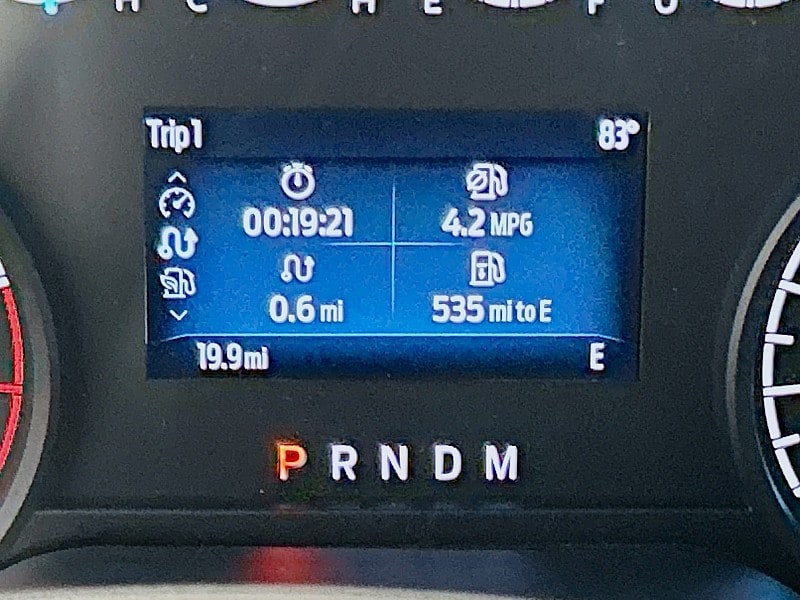 H C H E F O
Trip 1 83°
00:19:21 4.2 MPG
0.6 mi 535 mi to E
19.9 mi E
P R N D M